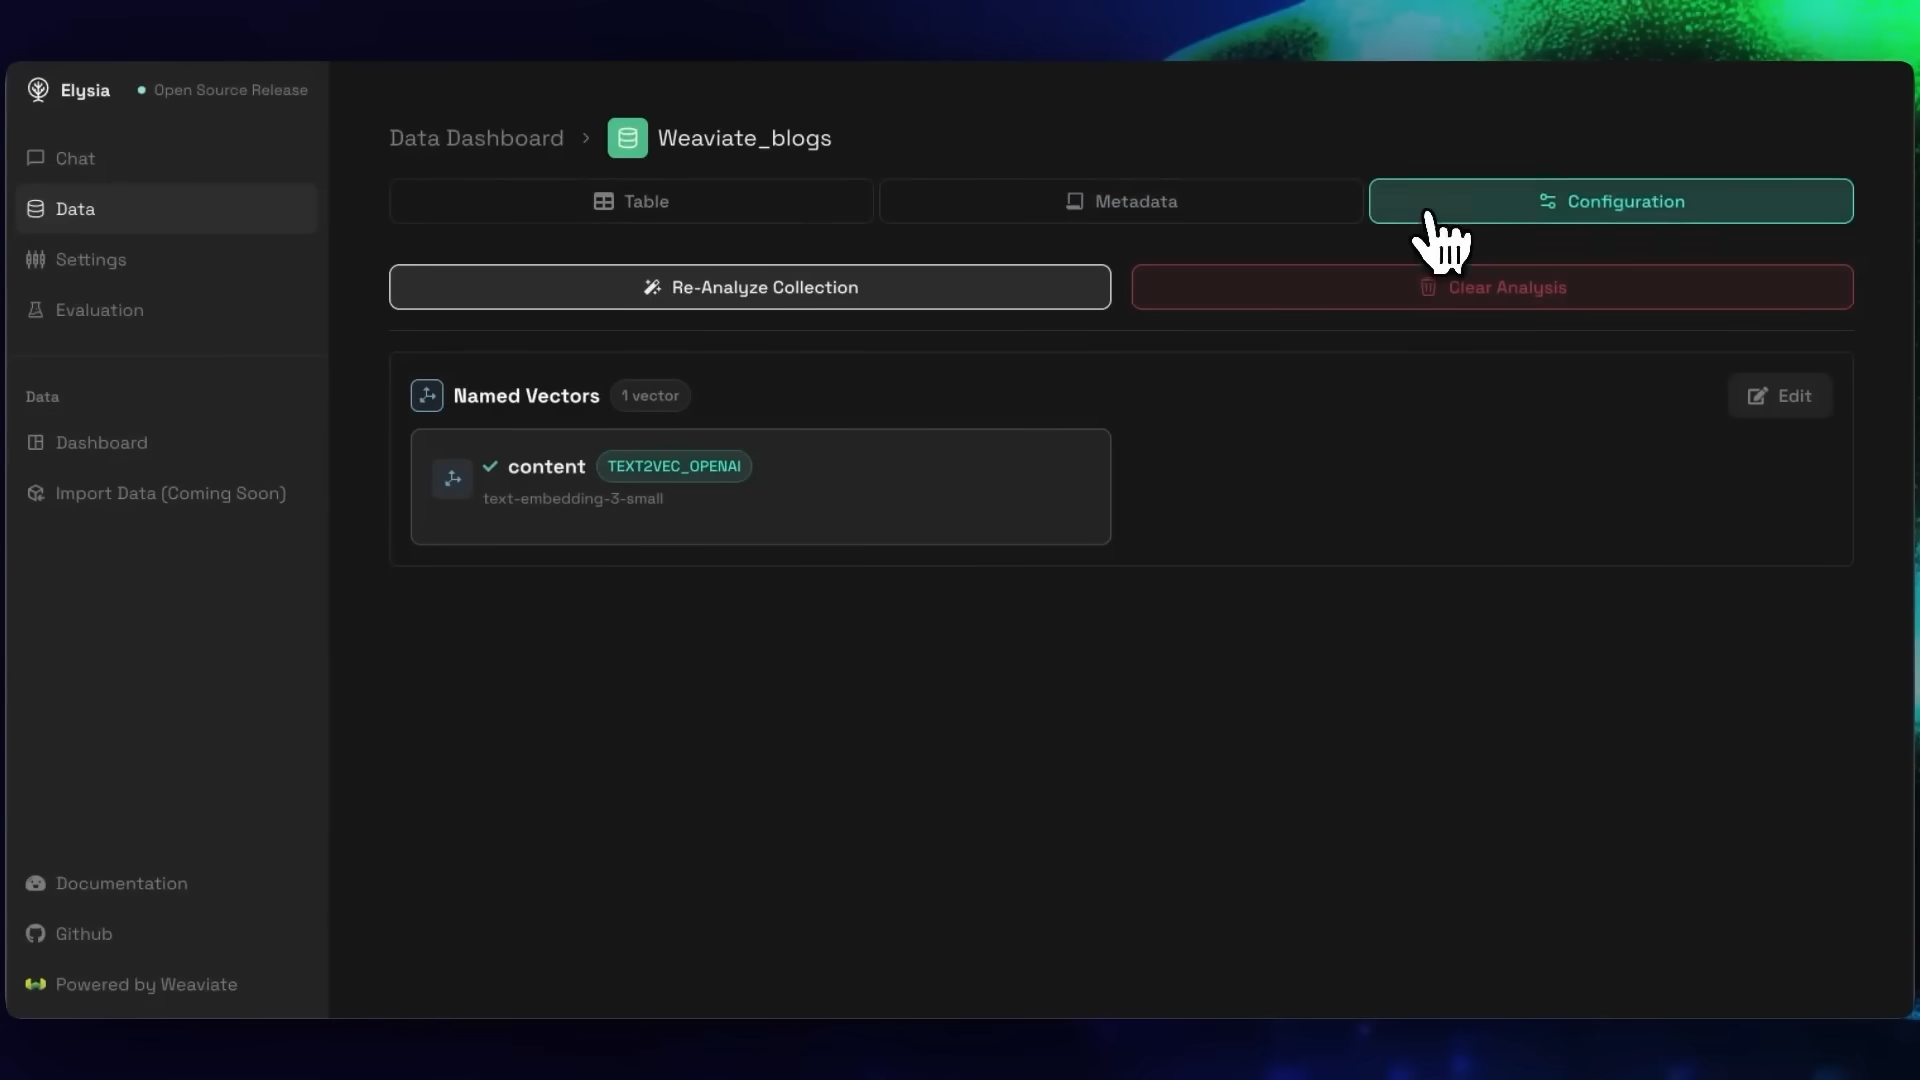 Elysia
Open Source Release
Chat
Data
Settings
Evaluation
Data
Dashboard
Import Data (Coming Soon)
Documentation
Github
Powered by Weaviate
Data Dashboard > Weaviate_blogs
Table
Metadata
Configuration
Re-Analyze Collection
Clear Analysis
Named Vectors
1 vector
Edit
content
TEXT2VEC_OPENAI
text-embedding-3-small